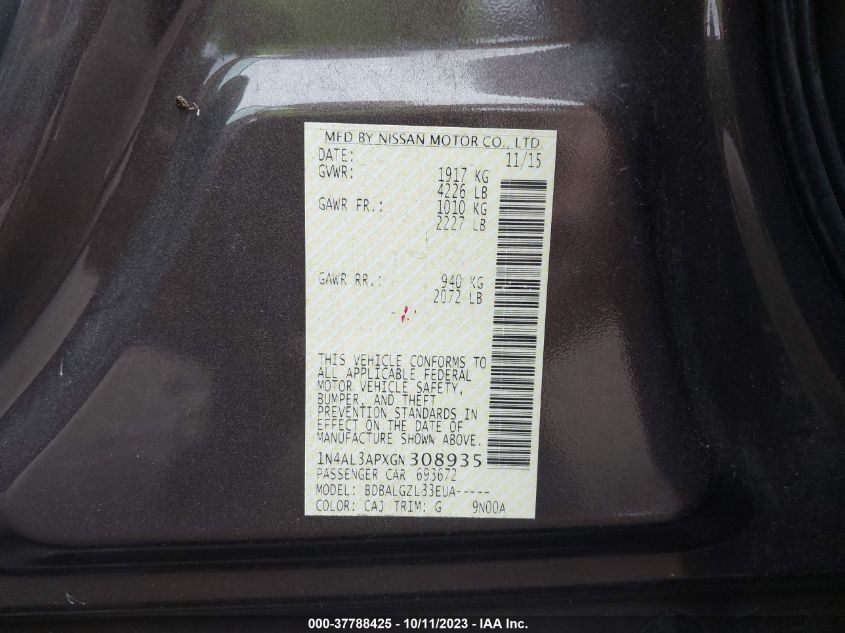 MFD BY NISSAN MOTOR CO., LTD
DATE: 11/15
GVWR: 1917 KG
4226 LB
GAWR FR.: 1010 KG
2227 LB
GAWR RR.: 940 KG
2072 LB
THIS VEHICLE CONFORMS TO
ALL APPLICABLE FEDERAL
MOTOR VEHICLE SAFETY,
BUMPER, AND THEFT
PREVENTION STANDARDS IN
EFFECT ON THE DATE OF
MANUFACTURE SHOWN ABOVE.
1N4AL3APXGN308935
PASSENGER CAR 693672
MODEL: BDBALGZL33EUA-----
COLOR: CAJ TRIM: G 9N00A
000-37788425 - 10/11/2023 - IAA Inc.